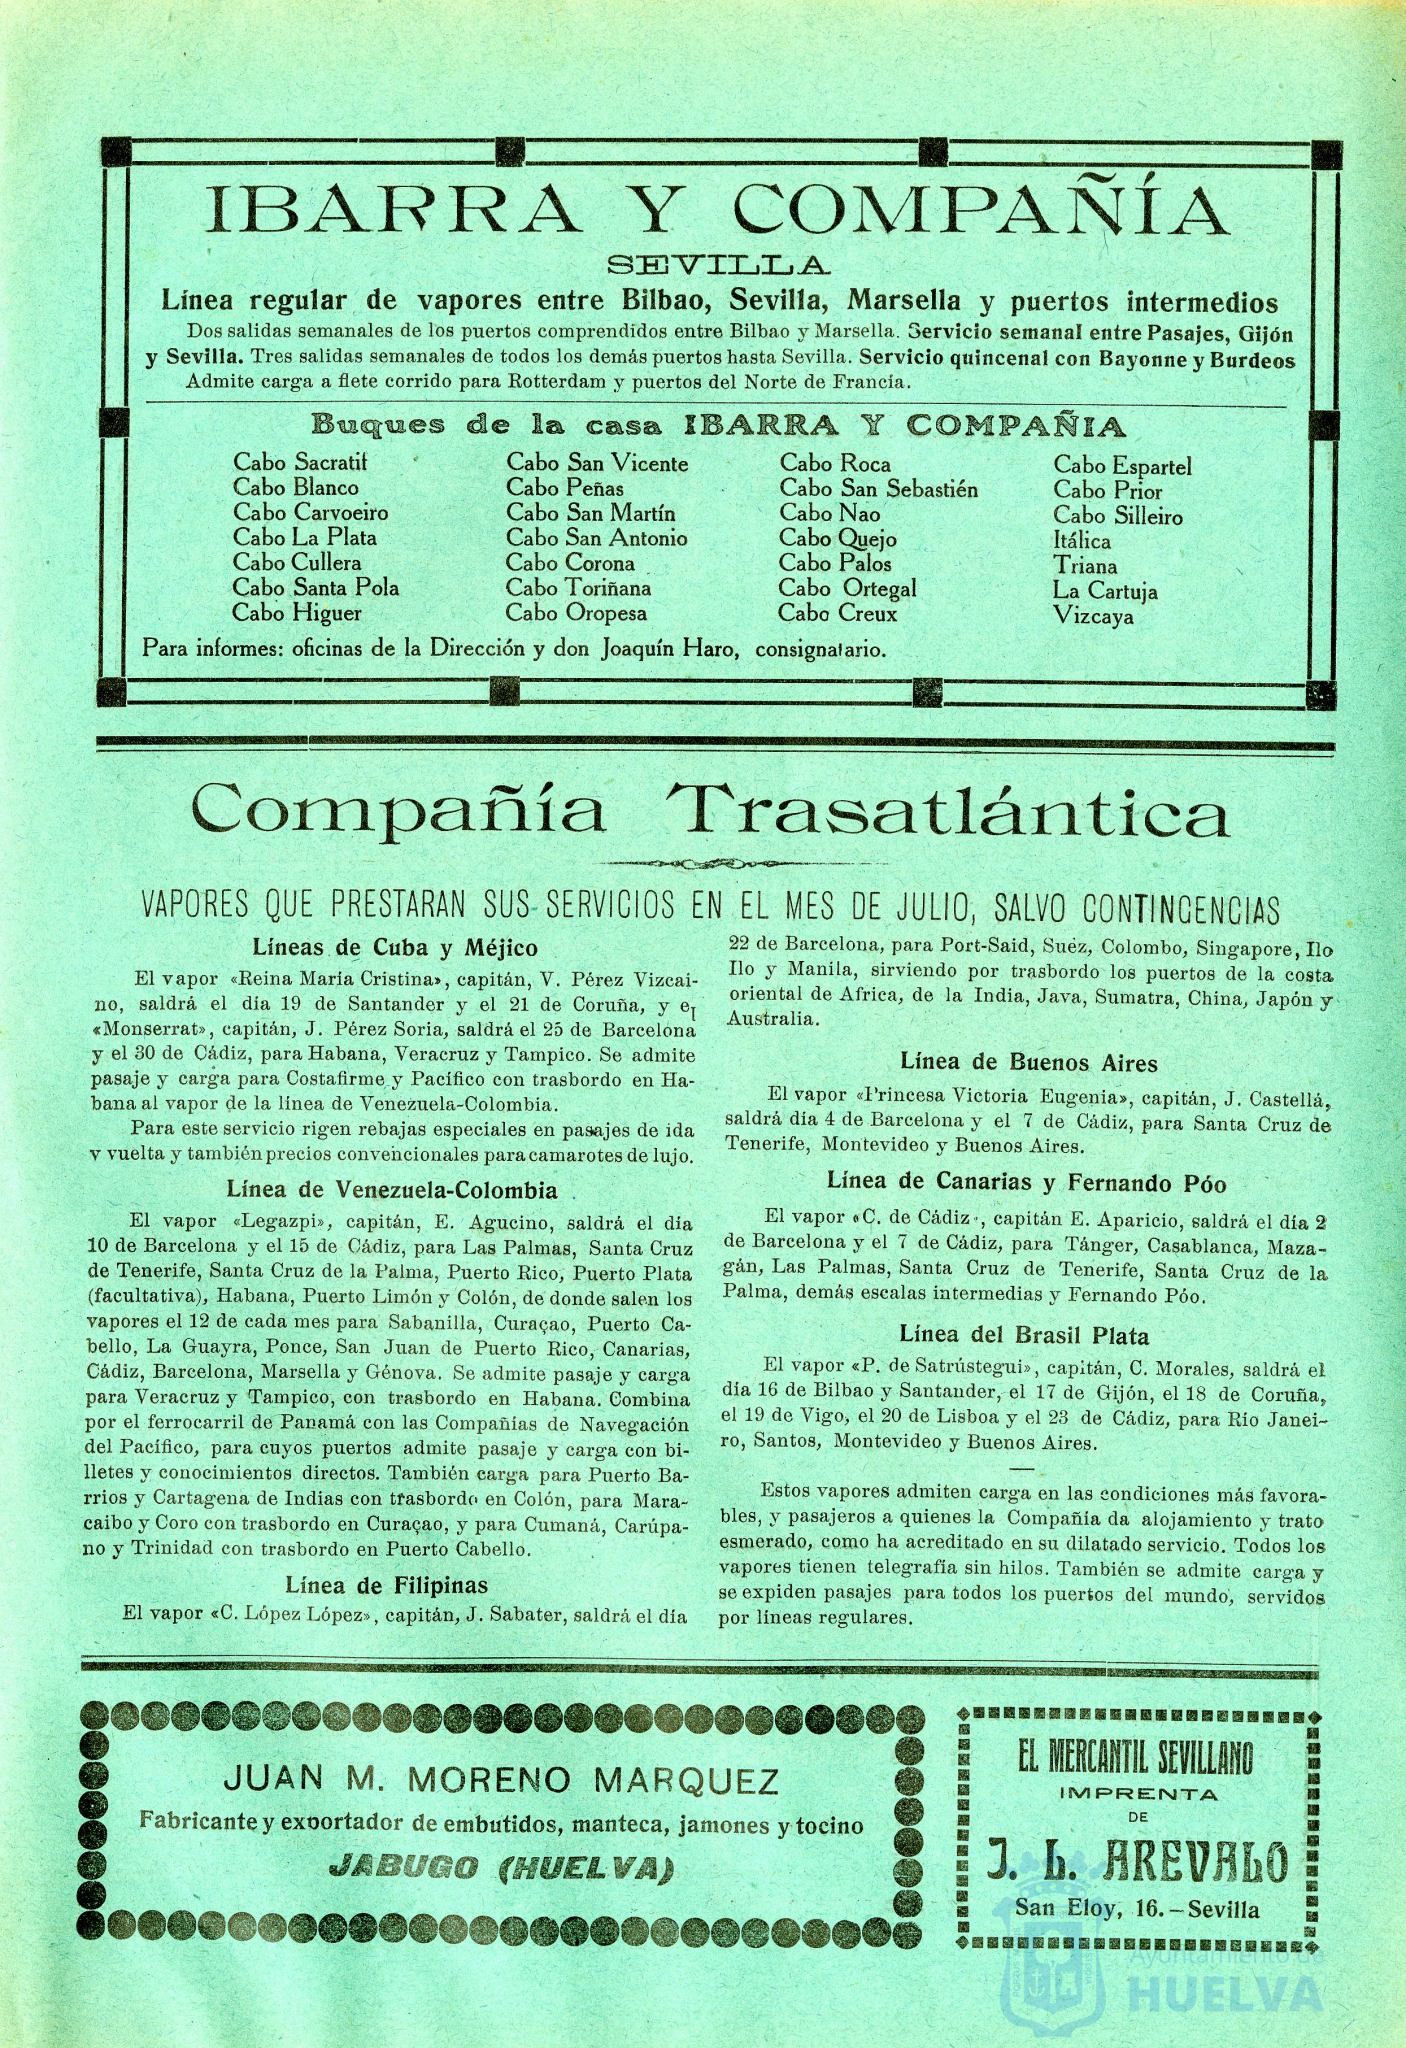 IBARRA Y COMPAÑÍA
SEVILLA
Línea regular de vapores entre Bilbao, Sevilla, Marsella y puertos intermedios
Dos salidas semanales de los puertos comprendidos entre Bilbao y Marsella. Servicio semanal entre Pasajes, Gijón
y Sevilla. Tres salidas semanales de todos los demás puertos hasta Sevilla. Servicio quincenal con Bayonne y Burdeos
Admite carga a flete corrido para Rotterdam y puertos del Norte de Francia.
Buques de la casa IBARRA Y COMPAÑIA
Cabo Sacratif
Cabo Blanco
Cabo Carvoeiro
Cabo La Plata
Cabo Cullera
Cabo Santa Pola
Cabo Higuer
Cabo San Vicente
Cabo Peñas
Cabo San Martín
Cabo San Antonio
Cabo Corona
Cabo Toriñana
Cabo Oropesa
Cabo Roca
Cabo San Sebastién
Cabo Nao
Cabo Quejo
Cabo Palos
Cabo Ortegal
Cabo Creux
Cabo Espartel
Cabo Prior
Cabo Silleiro
Itálica
Triana
La Cartuja
Vizcaya
Para informes: oficinas de la Dirección y don Joaquín Haro, consignatario.
Compañía Trasatlántica
VAPORES QUE PRESTARAN SUS SERVICIOS EN EL MES DE JULIO, SALVO CONTINGENCIAS
Líneas de Cuba y Méjico
El vapor «Reina María Cristina», capitán, V. Pérez Vizcai-
no, saldrá el día 19 de Santander y el 21 de Coruña, y el
«Monserrat», capitán, J. Pérez Soria, saldrá el 25 de Barcelona
y el 30 de Cádiz, para Habana, Veracruz y Tampico. Se admite
pasaje y carga para Costafirme y Pacífico con trasbordo en Ha-
bana al vapor de la línea de Venezuela-Colombia.
Para este servicio rigen rebajas especiales en pasajes de ida
y vuelta y también precios convencionales para camarotes de lujo.
Línea de Venezuela-Colombia
El vapor «Legazpi», capitán, E. Agucino, saldrá el día
10 de Barcelona y el 15 de Cádiz, para Las Palmas, Santa Cruz
de Tenerife, Santa Cruz de la Palma, Puerto Rico, Puerto Plata
(facultativa), Habana, Puerto Limón y Colón, de donde salen los
vapores el 12 de cada mes para Sabanilla, Curaçao, Puerto Ca-
bello, La Guayra, Ponce, San Juan de Puerto Rico, Canarias,
Cádiz, Barcelona, Marsella y Génova. Se admite pasaje y carga
para Veracruz y Tampico, con trasbordo en Habana. Combina
por el ferrocarril de Panamá con las Compañías de Navegación
del Pacífico, para cuyos puertos admite pasaje y carga con bi-
lletes y conocimientos directos. También carga para Puerto Ba-
rrios y Cartagena de Indias con trasbordo en Colón, para Mara-
caibo y Coro con trasbordo en Curaçao, y para Cumaná, Carúpa-
no y Trinidad con trasbordo en Puerto Cabello.
Línea de Filipinas
El vapor «C. López López», capitán, J. Sabater, saldrá el día
22 de Barcelona, para Port-Said, Suez, Colombo, Singapore, Ilo
Ilo y Manila, sirviendo por trasbordo los puertos de la costa
oriental de Africa, de la India, Java, Sumatra, China, Japón y
Australia.
Línea de Buenos Aires
El vapor «Princesa Victoria Eugenia», capitán, J. Castellá,
saldrá día 4 de Barcelona y el 7 de Cádiz, para Santa Cruz de
Tenerife, Montevideo y Buenos Aires.
Línea de Canarias y Fernando Póo
El vapor «C. de Cádiz», capitán E. Aparicio, saldrá el día 2
de Barcelona y el 7 de Cádiz, para Tánger, Casablanca, Maza-
gán, Las Palmas, Santa Cruz de Tenerife, Santa Cruz de la
Palma, demás escalas intermedias y Fernando Póo.
Línea del Brasil Plata
El vapor «P. de Satrústegui», capitán, C. Morales, saldrá el
día 16 de Bilbao y Santander, el 17 de Gijón, el 18 de Coruña,
el 19 de Vigo, el 20 de Lisboa y el 23 de Cádiz, para Rio Janei-
ro, Santos, Montevideo y Buenos Aires.
Estos vapores admiten carga en las condiciones más favora-
bles, y pasajeros a quienes la Compañía da alojamiento y trato
esmerado, como ha acreditado en su dilatado servicio. Todos los
vapores tienen telegrafía sin hilos. También se admite carga y
se expiden pasajes para todos los puertos del mundo, servidos
por líneas regulares.
JUAN M. MORENO MARQUEZ
Fabricante y exportador de embutidos, manteca, jamones y tocino
JABUGO (HUELVA)
EL MERCANTIL SEVILLANO
IMPRENTA
DE
J. L. AREVALO
San Eloy, 16.-Sevilla
Ayuntamiento de
HUELVA